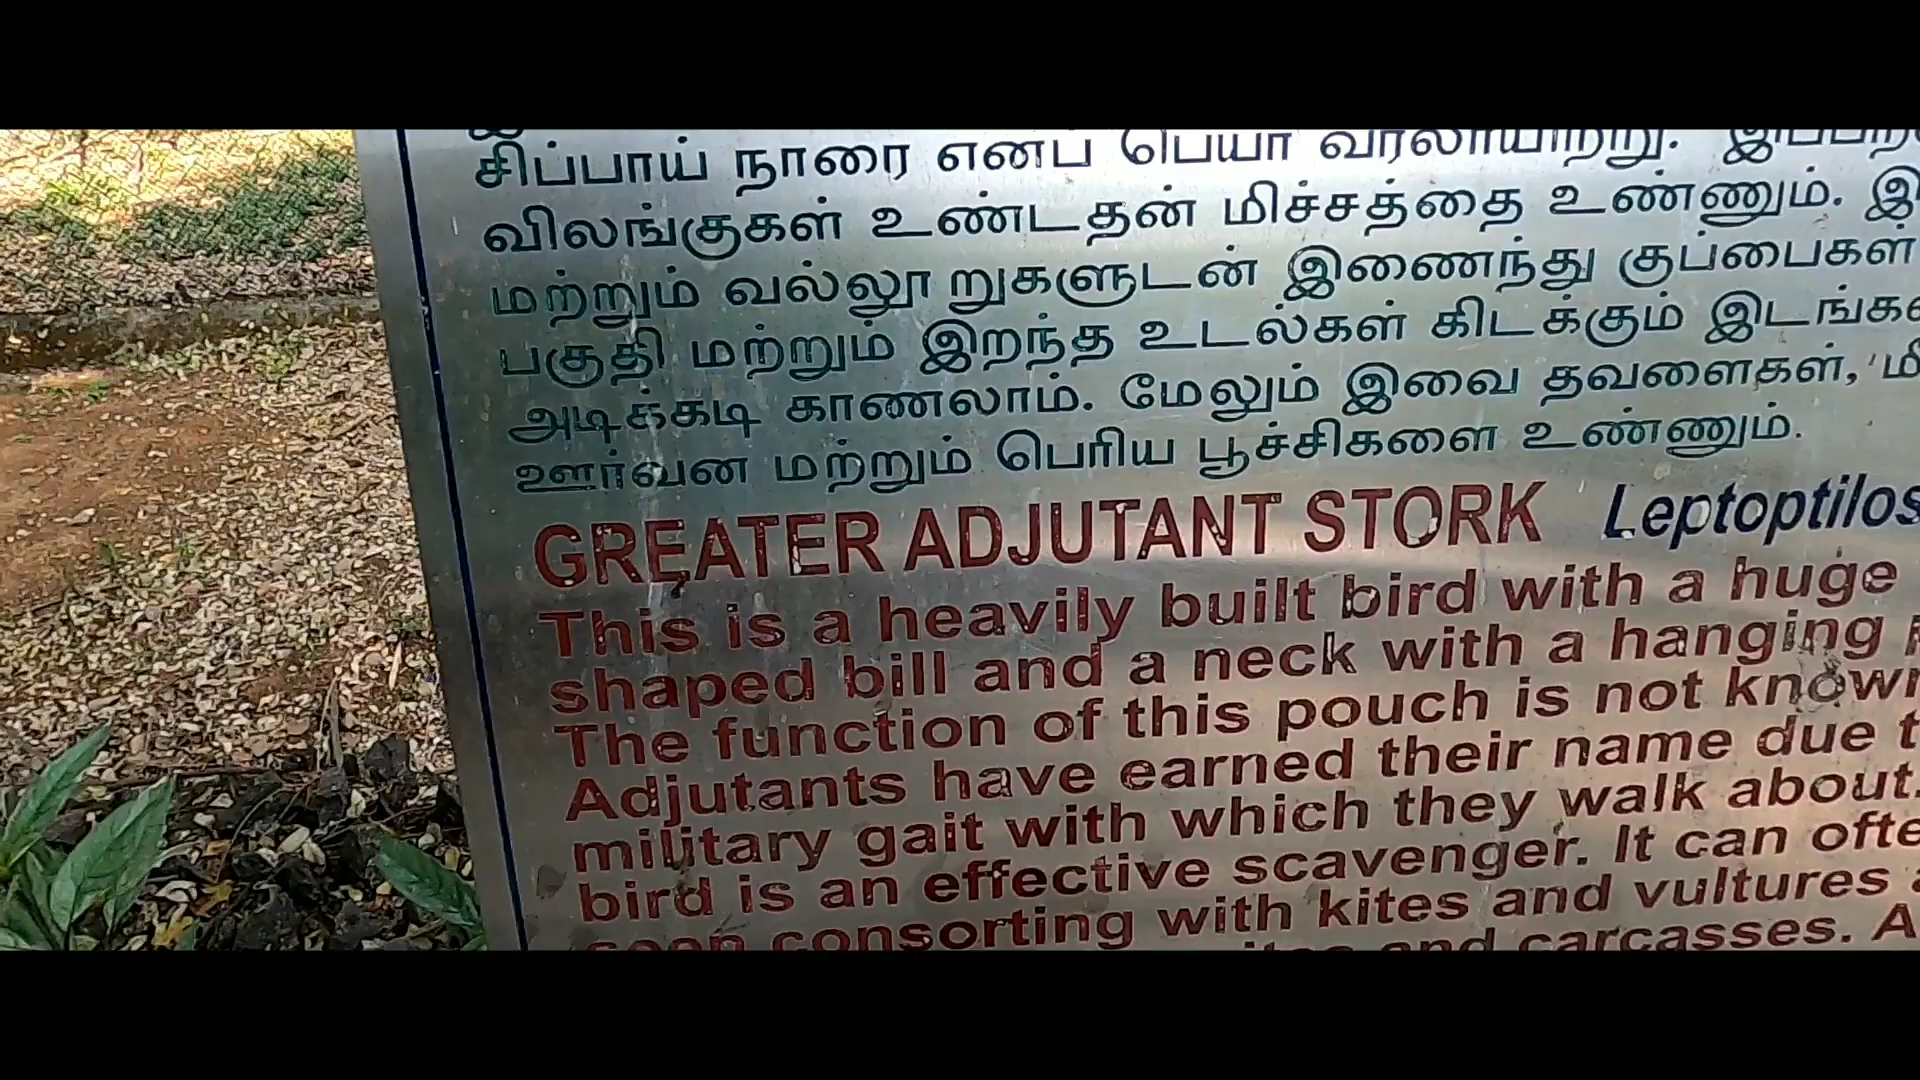 சிப்பாய் நாரை எனப் பெயர் வரலாயிற்று.
விலங்குகள் உண்டதன் மிச்சத்தை உண்ணும்.
மற்றும் வல்லூறுகளுடன் இணைந்து குப்பைகள்
பகுதி மற்றும் இறந்த உடல்கள் கிடக்கும்
அடிக்கடி காணலாம். மேலும் இவை தவளைகள்,
ஊர்வன மற்றும் பெரிய பூச்சிகளை உண்ணும்.
GREATER ADJUTANT STORK Leptoptilos
This is a heavily built bird with a huge
shaped bill and a neck with a hanging
The function of this pouch is not
Adjutants have earned their name due
military gait with which they walk about.
bird is an effective scavenger. It can
seen consorting with kites and vultures
and carcasses. A